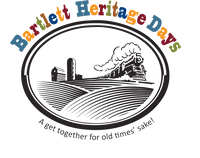 Bartlett Heritage Days
A get together for old times' sake!